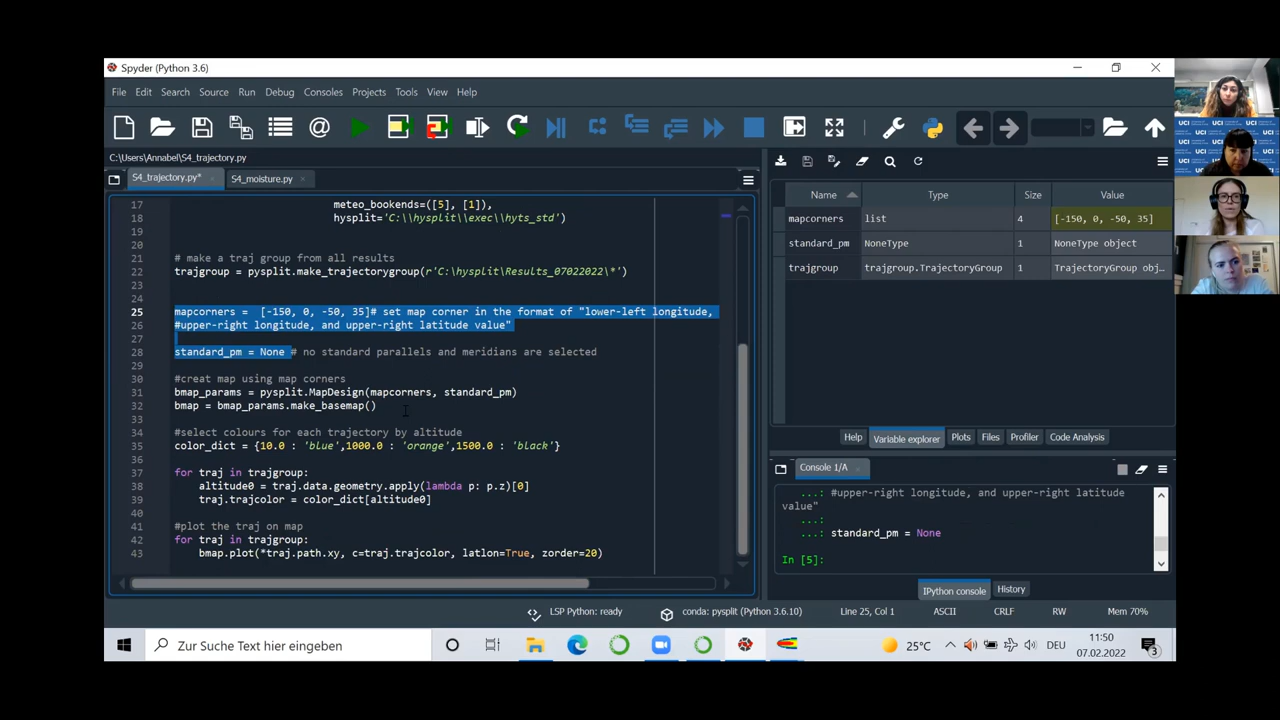 Spyder (Python 3.6)
File Edit Search Source Run Debug Consoles Projects Tools View Help
C:\Users\Annabel\S4_trajectory.py
S4_trajectory.py*
S4_moisture.py
17 meteo_bookends=([5], [1]),
18 hysplit='C:\\hysplit\\exec\\hyts_std')
19
20
21 # make a traj group from all results
22 trajgroup = pysplit.make_trajectorygroup(r'C:\hysplit\Results_07022022\*')
23
24
25 mapcorners =  [-150, 0, -50, 35]# set map corner in the format of "lower-left longitude,
26 #upper-right longitude, and upper-right latitude value"
27
28 standard_pm = None # no standard parallels and meridians are selected
29
30 #creat map using map corners
31 bmap_params = pysplit.MapDesign(mapcorners, standard_pm)
32 bmap = bmap_params.make_basemap()
33
34 #select colours for each trajectory by altitude
35 color_dict = {10.0 : 'blue',1000.0 : 'orange',1500.0 : 'black'}
36
37 for traj in trajgroup:
38 altitude0 = traj.data.geometry.apply(lambda p: p.z)[0]
39 traj.trajcolor = color_dict[altitude0]
40
41 #plot the traj on map
42 for traj in trajgroup:
43 bmap.plot(*traj.path.xy, c=traj.trajcolor, latlon=True, zorder=20)
Name Type Size Value
mapcorners list 4 [-150, 0, -50, 35]
standard_pm NoneType 1 NoneType object
trajgroup trajgroup.TrajectoryGroup 1 TrajectoryGroup obj...
Help Variable explorer Plots Files Profiler Code Analysis
Console 1/A
...: #upper-right longitude, and upper-right latitude
value"
...:
...: standard_pm = None
In [5]:
IPython console History
LSP Python: ready conda: pysplit (Python 3.6.10) Line 25, Col 1 ASCII CRLF RW Mem 70%
Zur Suche Text hier eingeben
25°C
DEU
11:50
07.02.2022
3
UCI
UCI
UCI